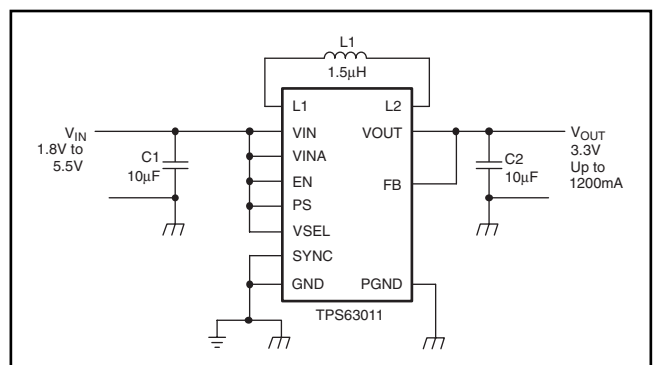 L1
1.5μH
L1
L2
VIN
1.8V to
5.5V
C1
10μF
VIN
VINA
EN
PS
VSEL
SYNC
GND
VOUT
FB
PGND
C2
10μF
VOUT
3.3V
Up to
1200mA
TPS63011